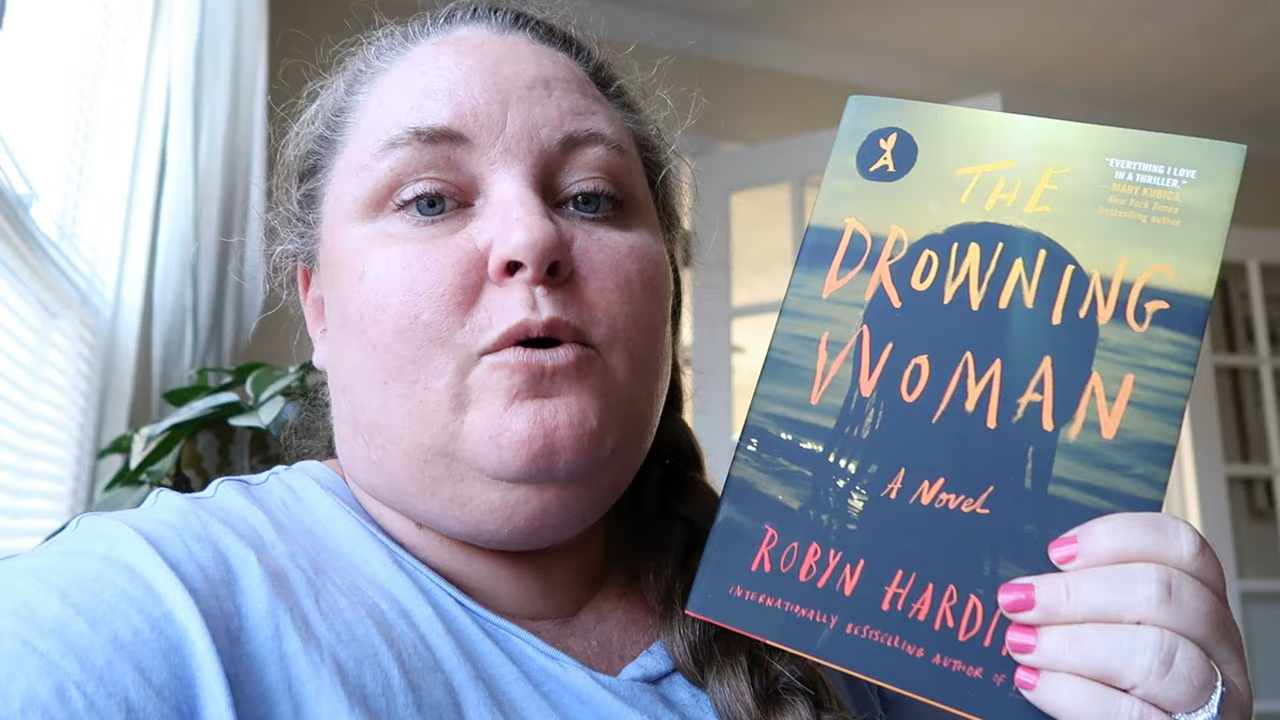 A
THE
DROWNING
WOMAN
"EVERYTHING I LOVE
IN A THRILLER."
—MARY KUBICA,
New York Times
bestselling author
A NOVEL
ROBYN HARDI
INTERNATIONALLY BESTSELLING AUTHOR OF